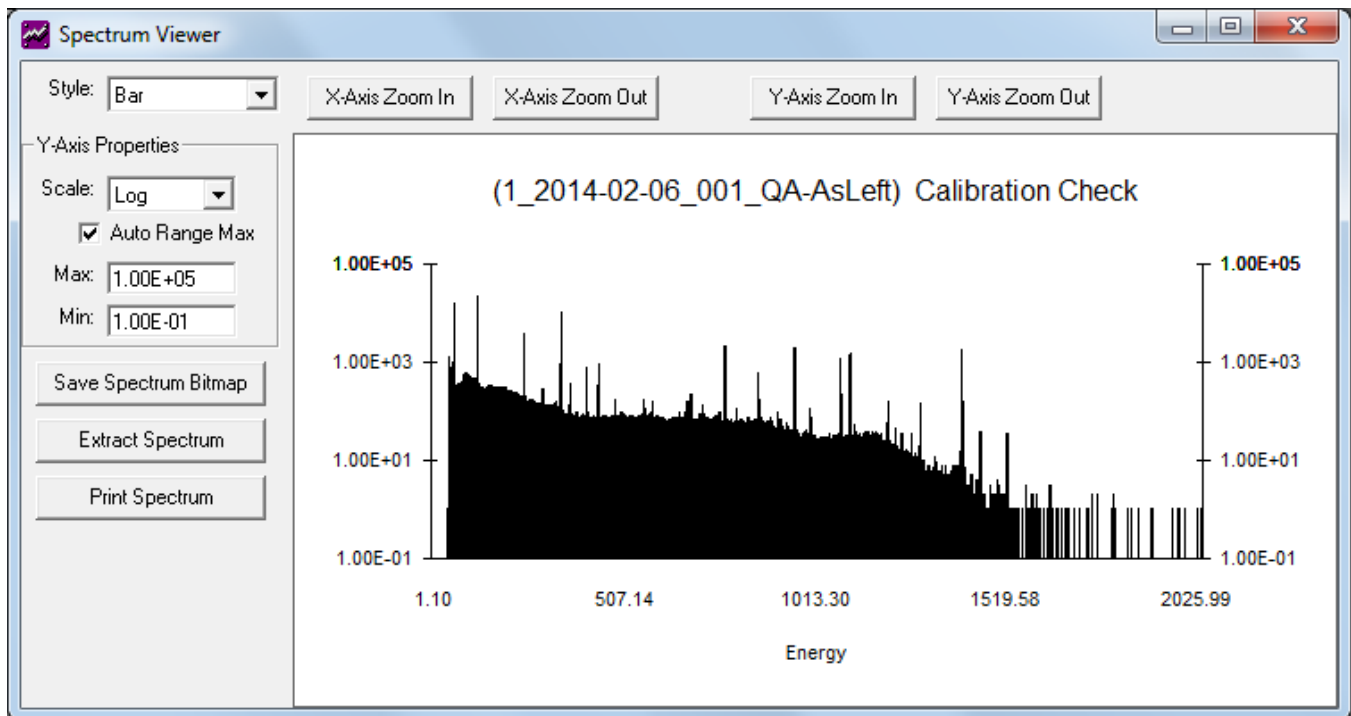 Spectrum Viewer
Style: Bar
X-Axis Zoom In
X-Axis Zoom Out
Y-Axis Zoom In
Y-Axis Zoom Out
Y-Axis Properties
Scale: Log
Auto Range Max
Max: 1.00E+05
Min: 1.00E-01
Save Spectrum Bitmap
Extract Spectrum
Print Spectrum
(1_2014-02-06_001_QA-AsLeft) Calibration Check
1.00E+05 1.00E+05
1.00E+03 1.00E+03
1.00E+01 1.00E+01
1.00E-01 1.00E-01
1.10 507.14 1013.30 1519.58 2025.99
Energy